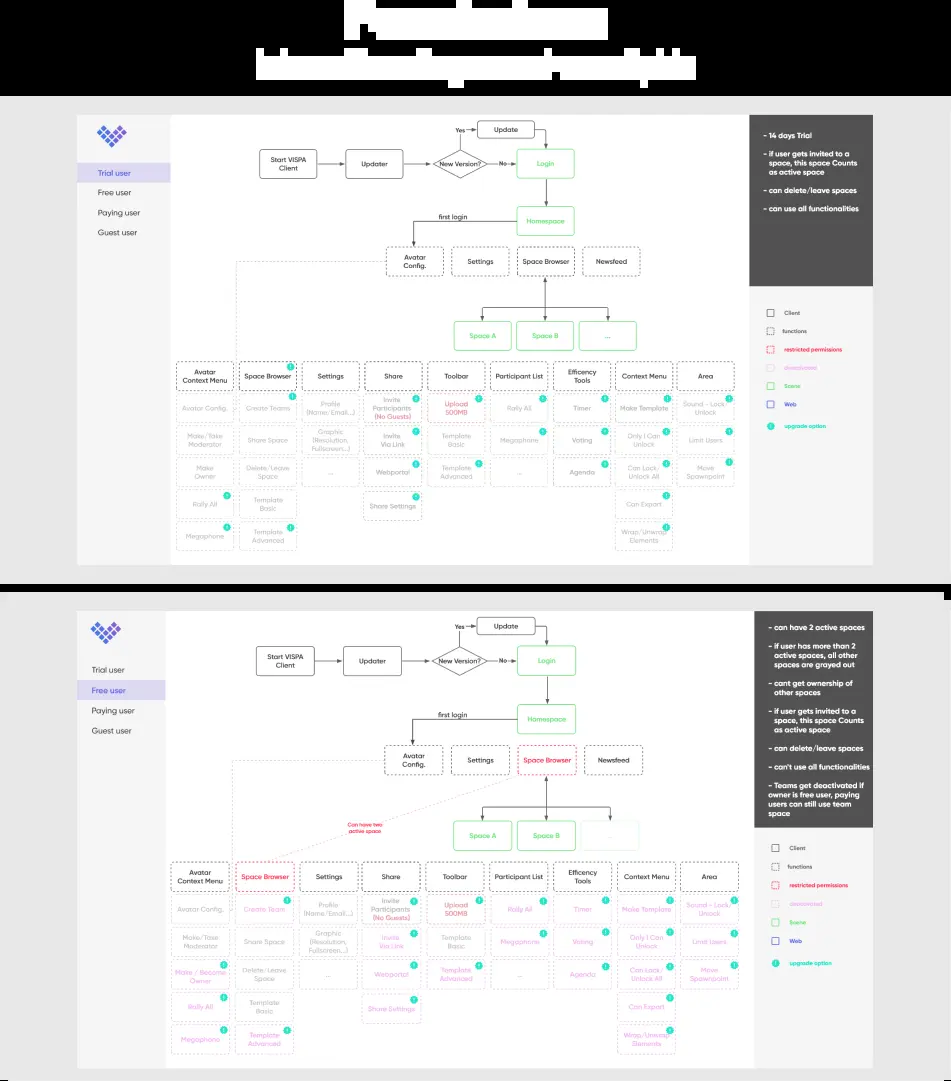 Yes
Update
Start VISPA
Client
Updater
New Version?
No
Login
Trial user
Free user
Paying user
Guest user
- 14 days Trial
- if user gets invited to a
space, this space Counts
as active space
- can delete/leave spaces
- can use all functionalities
first login
Homespace
Avatar
Config.
Settings
Space Browser
Newsfeed
Space A
Space B
...
Client
functions
restricted permissions
deactivated
Scene
Web
upgrade option
Avatar
Context Menu
Space Browser
Settings
Share
Toolbar
Participant List
Efficency
Tools
Context Menu
Area
Avatar Config.
Create Teams
Profile
(Name; Email...)
Invite
Participants
(No Guests)
Upload
500MB
Rally All
Timer
Make Template
Sound - Lock/
Unlock
Make/Take
Moderator
Share Space
Graphic
(Resolution,
Fullscreen...)
Invite
Via Link
Template
Basic
Megaphone
Voting
Only I Can
Unlock
Limit Users
Make
Owner
Delete/Leave
Space
...
Webportal
Template
Advanced
...
Agenda
Can Lock/
Unlock All
Move
Spawnpoint
Rally All
Template
Basic
Share Settings
Can Export
Megaphone
Template
Advanced
Wrap/Unwrap
Elements
Yes
Update
Start VISPA
Client
Updater
New Version?
No
Login
Trial user
Free user
Paying user
Guest user
- can have 2 active spaces
- if user has more than 2
active spaces, all other
spaces are grayed out
- cant get ownership of
other spaces
- if user gets invited to a
space, this space Counts
as active space
- can delete/leave spaces
- can't use all functionalities
- Teams get deactivated if
owner is free user, paying
users can still use team
space
first login
Homespace
Avatar
Config.
Settings
Space Browser
Newsfeed
Can have two
active space
Space A
Space B
Client
functions
restricted permissions
deactivated
Scene
Web
upgrade option
Avatar
Context Menu
Space Browser
Settings
Share
Toolbar
Participant List
Efficency
Tools
Context Menu
Area
Avatar Config.
Create Team
Profile
(Name /Email...)
Invite
Participants
(No Guests)
Upload
500MB
Rally All
Timer
Make Template
Sound - Lock/
Unlock
Make/Take
Moderator
Share Space
Graphic
(Resolution,
Fullscreen...)
Invite
Via Link
Template
Basic
Megaphone
Voting
Only I Can
Unlock
Limit Users
Make / Become
Owner
Delete/Leave
Space
...
Webportal
Template
Advanced
...
Agenda
Can Lock/
Unlock All
Move
Spawnpoint
Rally All
Template
Basic
Share Settings
Can Export
Megaphone
Template
Advanced
Wrap/Unwrap
Elements